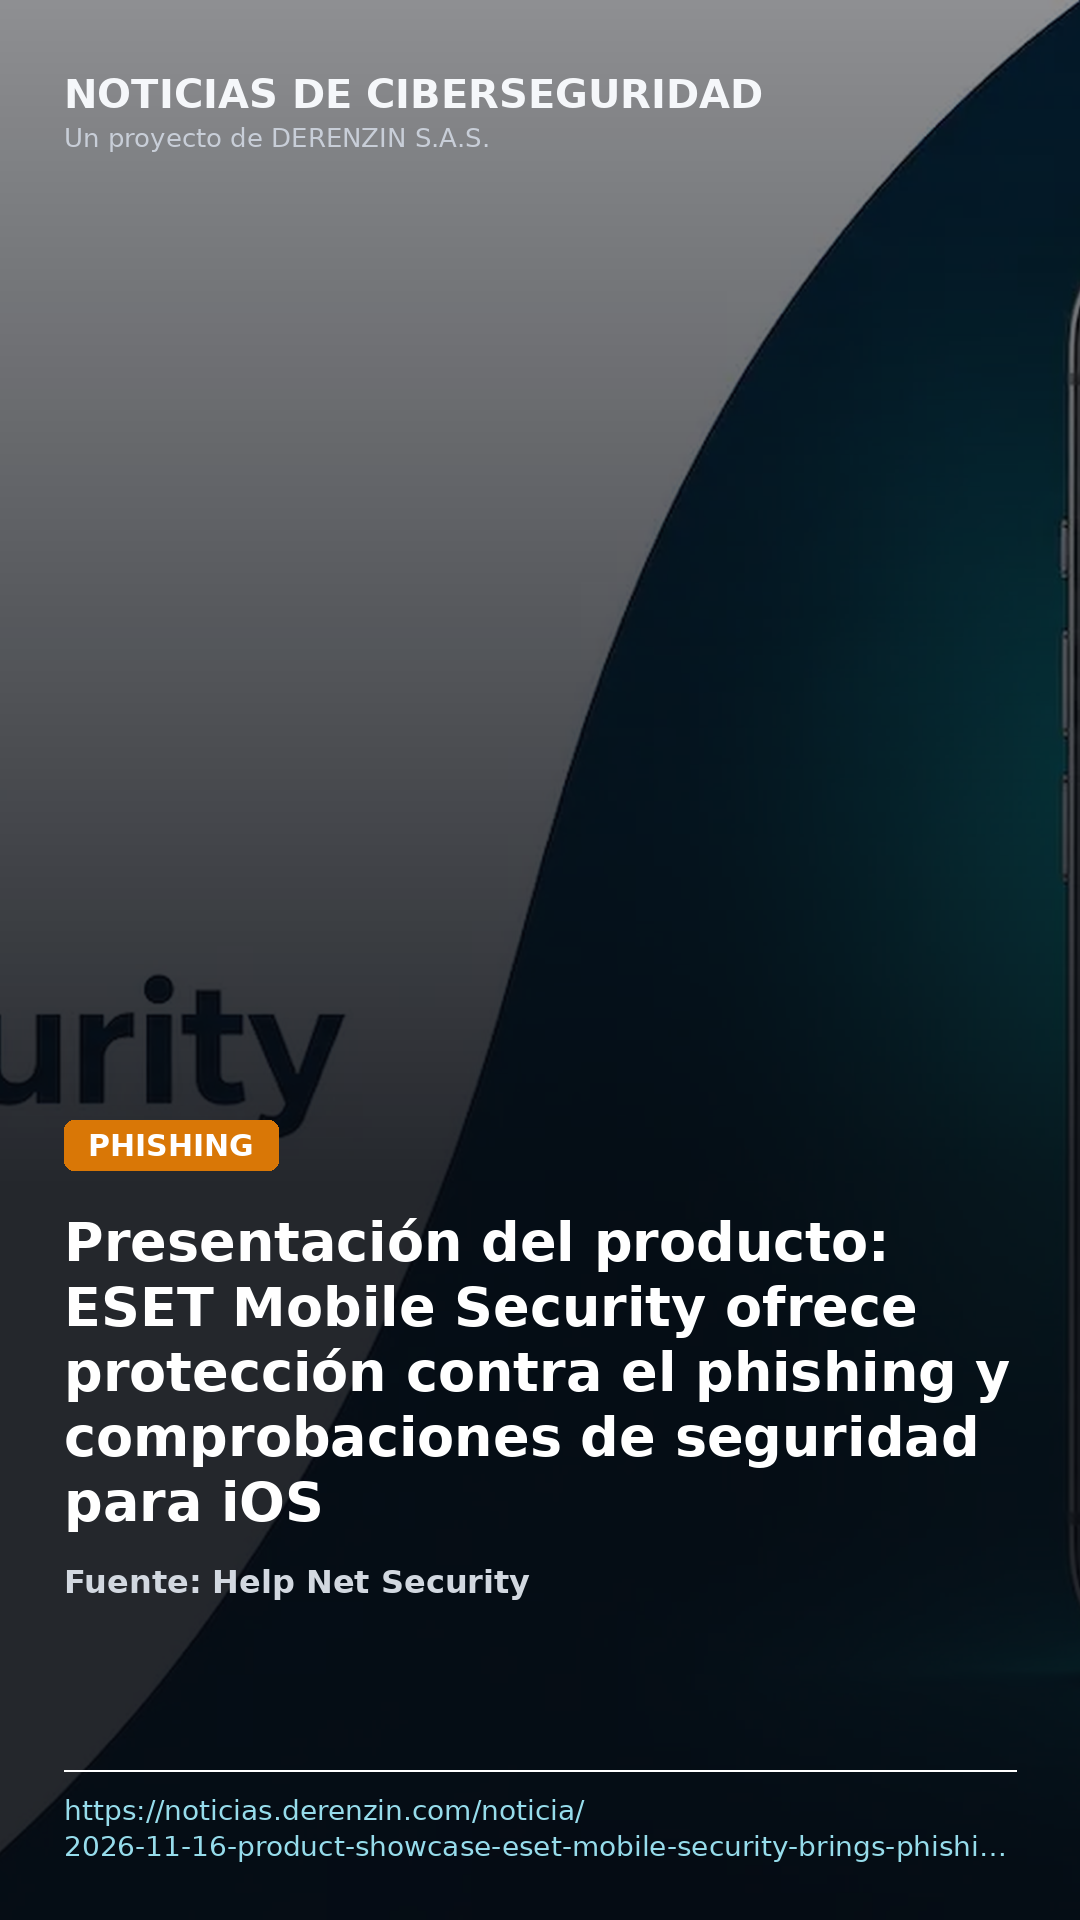 NOTICIAS DE CIBERSEGURIDAD
Un proyecto de DERENZIN S.A.S.
urity
PHISHING
Presentación del producto:
ESET Mobile Security ofrece
protección contra el phishing y
comprobaciones de seguridad
para iOS
Fuente: Help Net Security
https://noticias.derenzin.com/noticia/
2026-11-16-product-showcase-eset-mobile-security-brings-phishi…